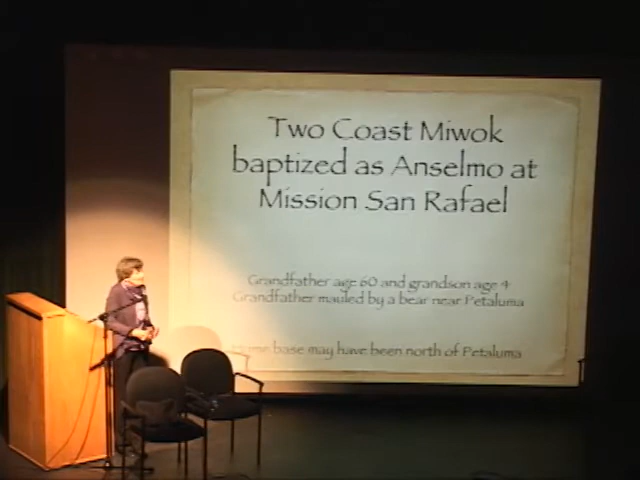 Two Coast Miwok
baptized as Anselmo at
Mission San Rafael
Grandfather age 60 and grandson age 4
Grandfather mauled by a bear near Petaluma
Home base may have been north of Petaluma